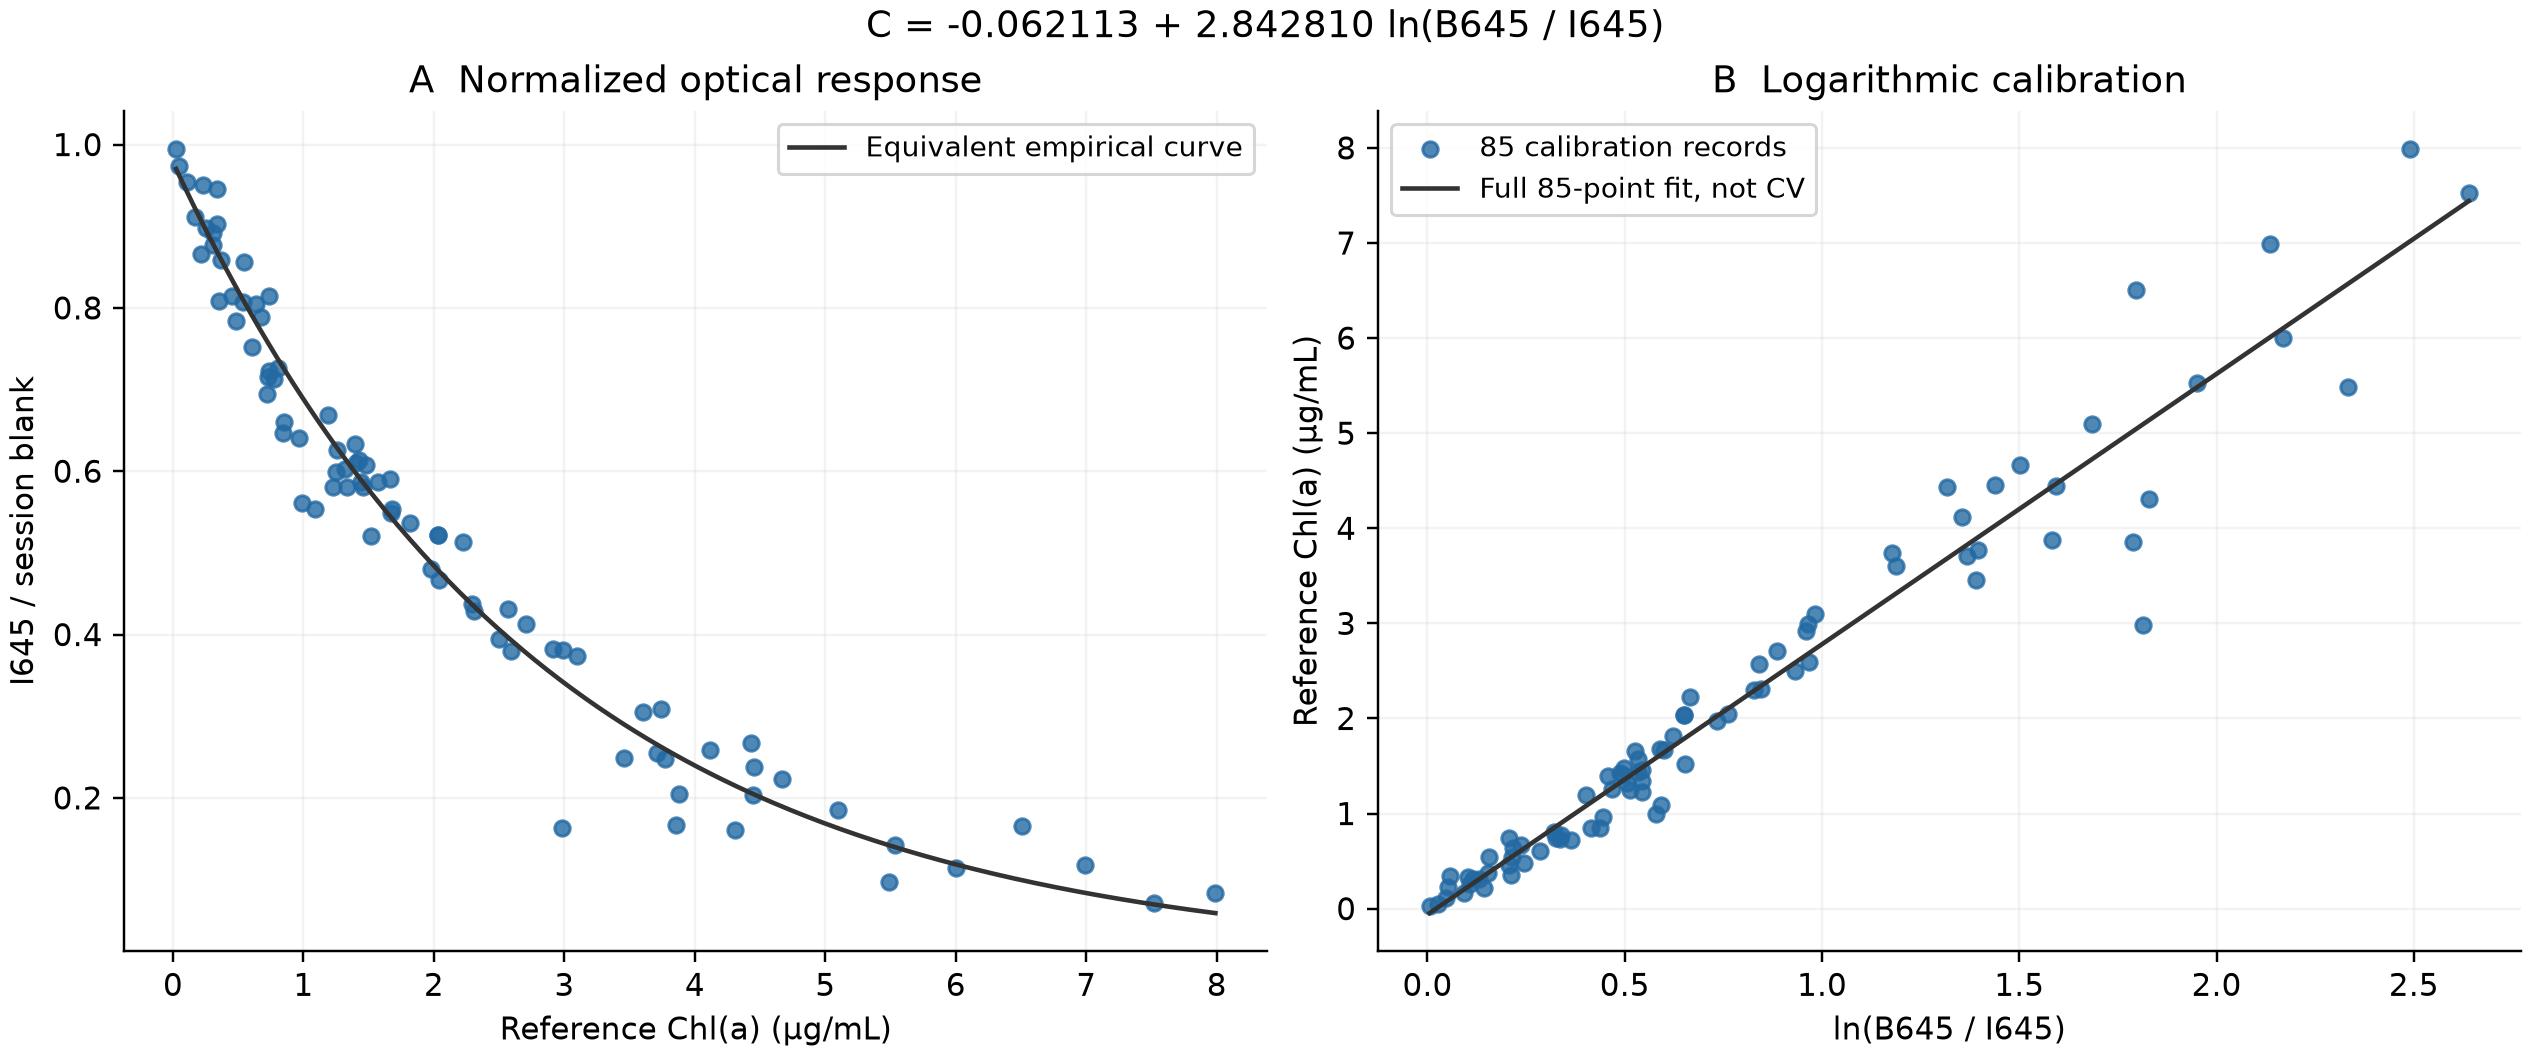 C = -0.062113 + 2.842810 ln(B645 / I645)
A  Normalized optical response
Equivalent empirical curve
I645 / session blank
1.0
0.8
0.6
0.4
0.2
0 1 2 3 4 5 6 7 8
Reference Chl(a) (µg/mL)
B  Logarithmic calibration
85 calibration records
Full 85-point fit, not CV
Reference Chl(a) (µg/mL)
8
7
6
5
4
3
2
1
0
0.0 0.5 1.0 1.5 2.0 2.5
ln(B645 / I645)